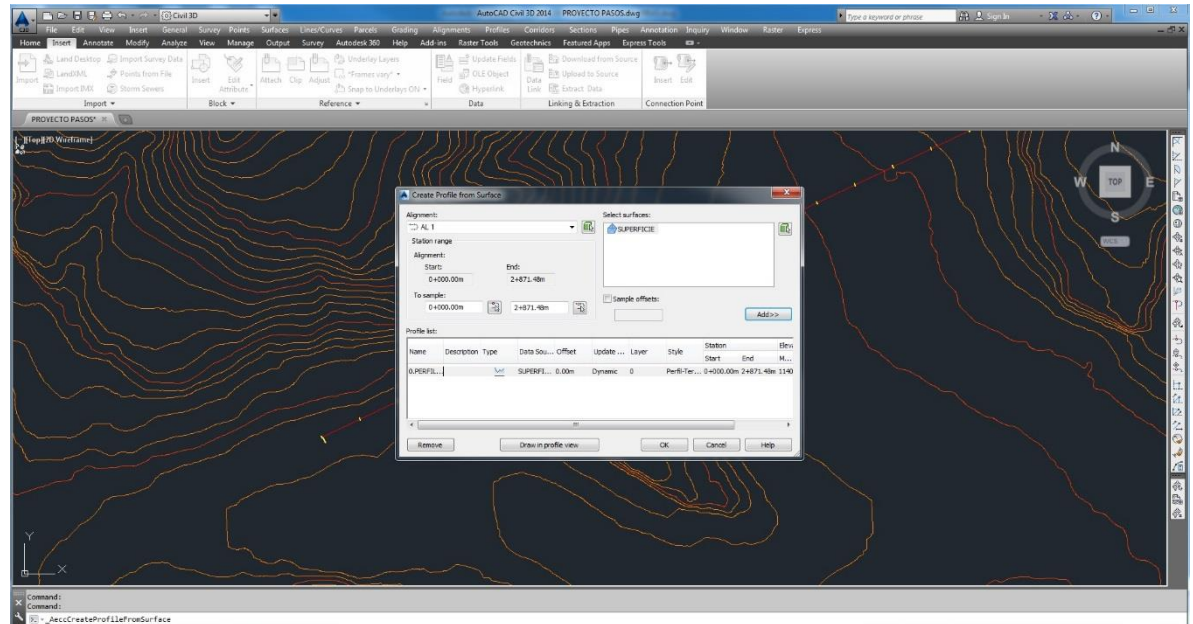 AutoCAD Civil 3D 2014 PROYECTO PASOS.dwg
Civil 3D
Type a keyword or phrase
Sign In
File Edit View Insert General Survey Points Surfaces Lines/Curves Parcels Grading Alignments Profiles Corridors Sections Pipes Annotation Inquiry Window Raster Express
Home Insert Annotate Modify Analyze View Manage Output Survey Autodesk 360 Help Add-ins Raster Tools Geotechnics Featured Apps Express Tools
Import
Land Desktop Import Survey Data
LandXML Points from File
Import IMX Storm Sewers
Insert Edit Attribute
Attach Clip Adjust
Underlay Layers
*Frames vary*
Snap to Underlays ON
Field
Update Fields
OLE Object
Hyperlink
Data Link
Download from Source
Upload to Source
Extract Data
Insert Edit
Import Block Reference Data Linking & Extraction Connection Point
PROYECTO PASOS*
[-][Top][2D Wireframe]
N
W TOP E
S
WCS
Create Profile from Surface
Alignment:
AL 1
Select surfaces:
SUPERFICIE
Station range
Alignment:
Start: End:
0+000.00m 2+871.48m
To sample:
0+000.00m 2+871.48m
Sample offsets:
Add>>
Profile list:
Name Description Type Data Sou... Offset Update ... Layer Style Station Elev
Start End M...
0.PERFIL... SUPERFI... 0.00m Dynamic 0 Perfil-Ter... 0+000.00m 2+871.48m 1140
Remove Draw in profile view OK Cancel Help
Y
X
Command:
Command:
_AeccCreateProfileFromSurface